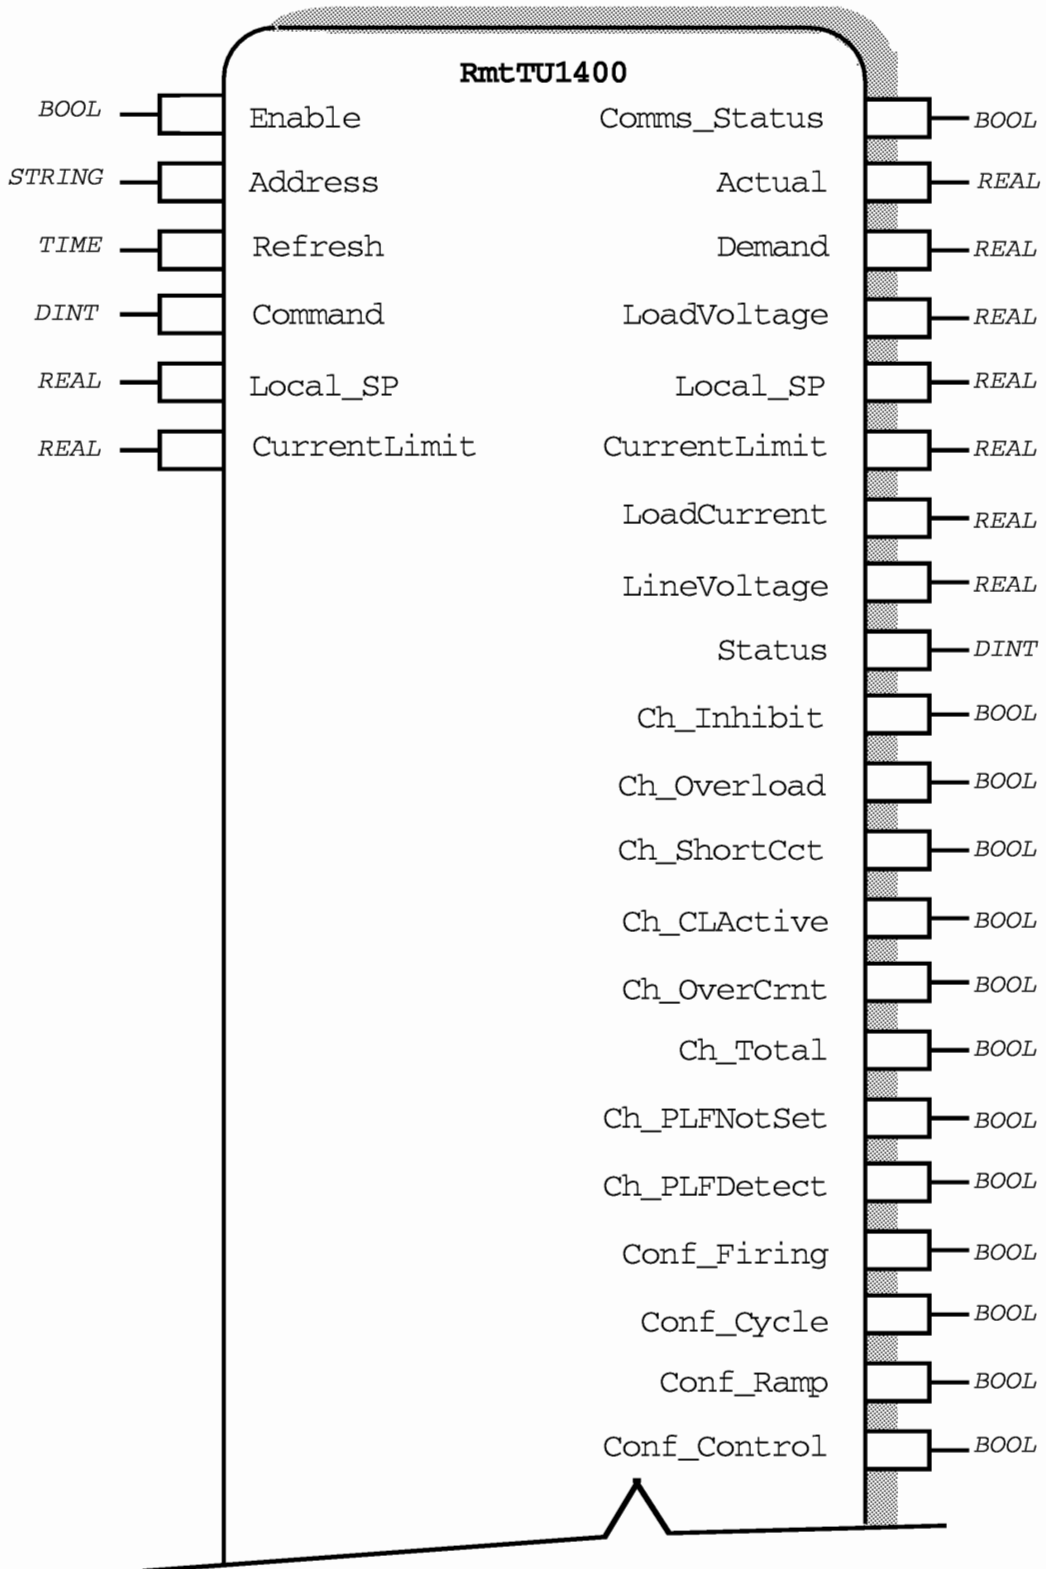 RmtTU1400
BOOL Enable Comms_Status BOOL
STRING Address Actual REAL
TIME Refresh Demand REAL
DINT Command LoadVoltage REAL
REAL Local_SP Local_SP REAL
REAL CurrentLimit CurrentLimit REAL
LoadCurrent REAL
LineVoltage REAL
Status DINT
Ch_Inhibit BOOL
Ch_Overload BOOL
Ch_ShortCct BOOL
Ch_CLActive BOOL
Ch_OverCrnt BOOL
Ch_Total BOOL
Ch_PLFNotSet BOOL
Ch_PLFDetect BOOL
Conf_Firing BOOL
Conf_Cycle BOOL
Conf_Ramp BOOL
Conf_Control BOOL